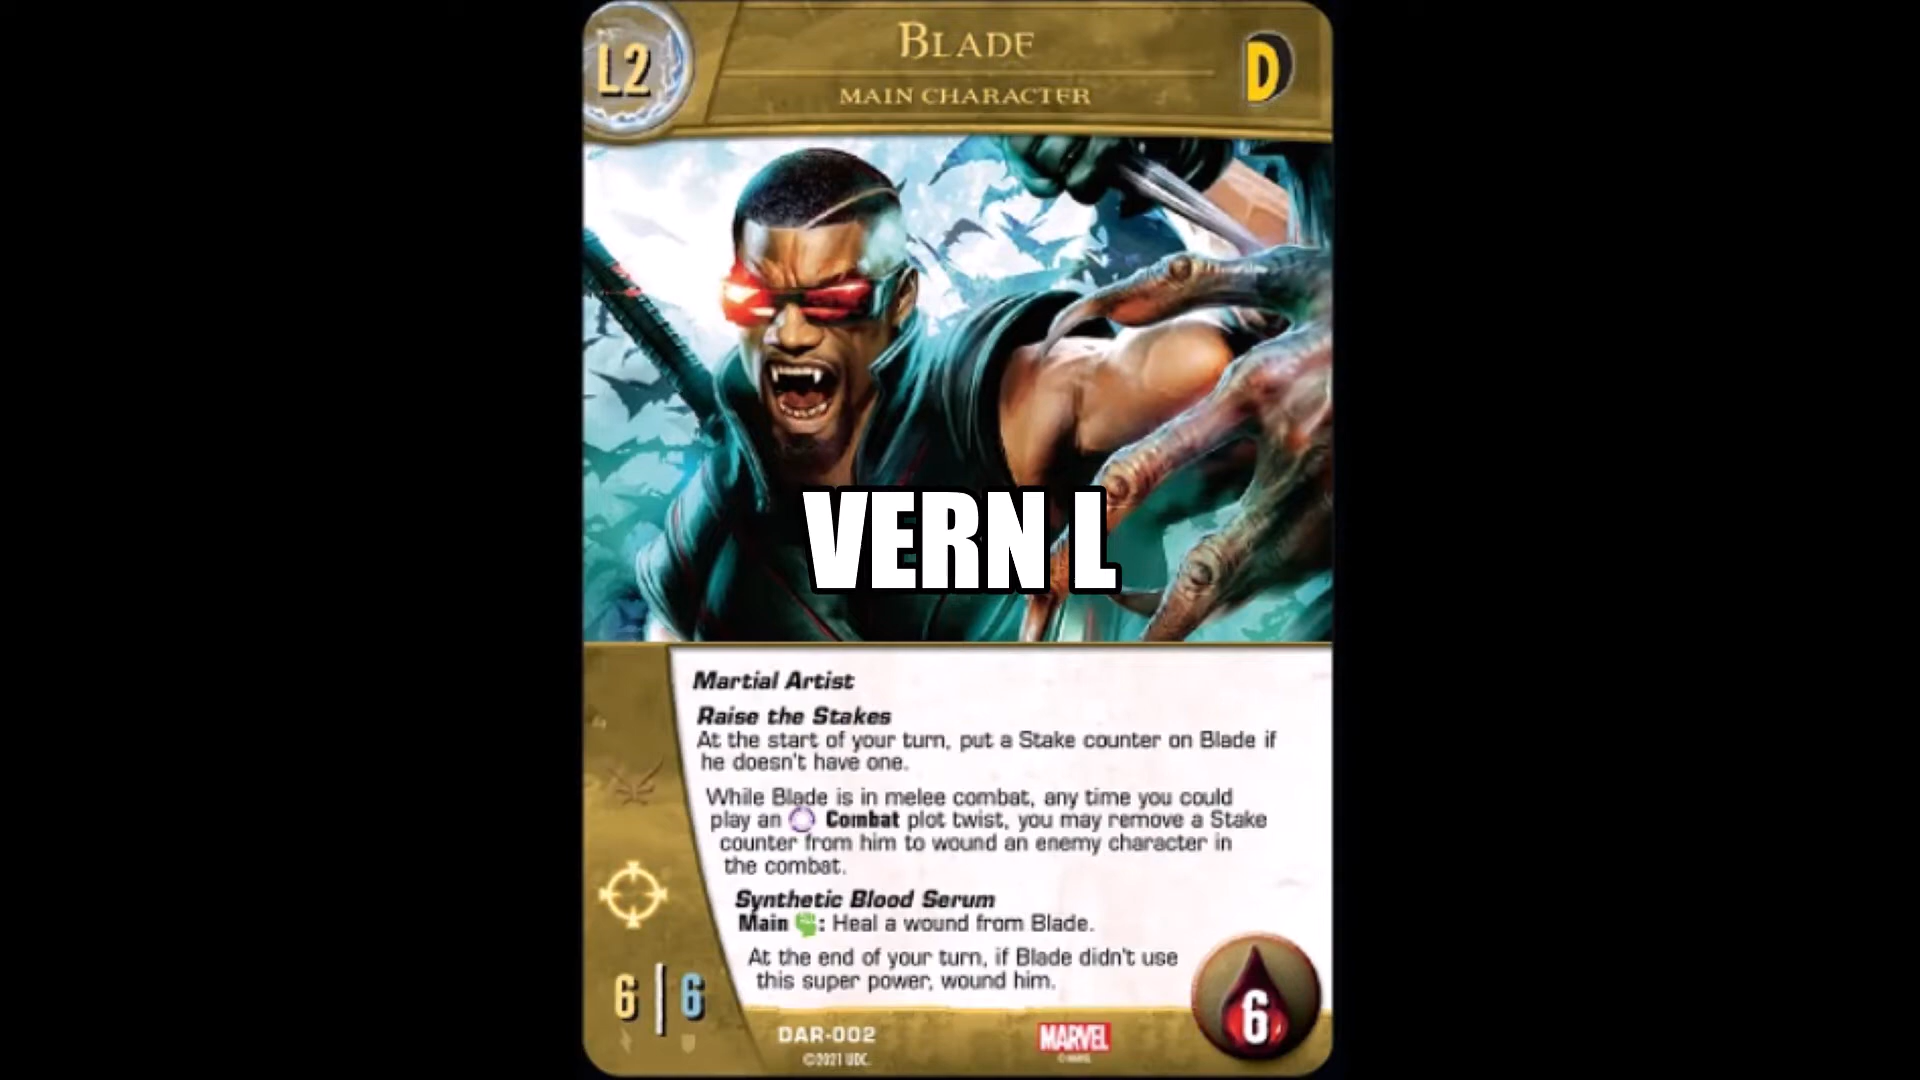 L2
BLADE
D
MAIN CHARACTER
VERN L
Martial Artist
Raise the Stakes
At the start of your turn, put a Stake counter on Blade if
he doesn't have one.
While Blade is in melee combat, any time you could
play an Combat plot twist, you may remove a Stake
counter from him to wound an enemy character in
the combat.
Synthetic Blood Serum
Main : Heal a wound from Blade.
At the end of your turn, if Blade didn't use
this super power, wound him.
6 | 6
6
DAR-002
MARVEL
©2021 UDC.
© MARVEL